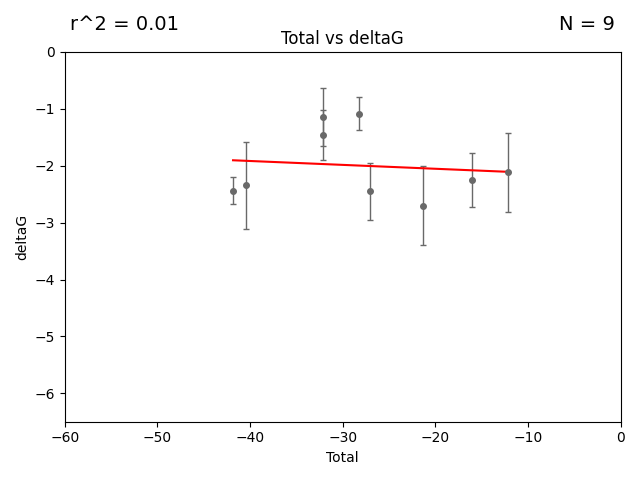 r^2 = 0.01
N = 9
Total vs deltaG
0
−1
−2
−3
−4
−5
−6
deltaG
−60
−50
−40
−30
−20
−10
0
Total